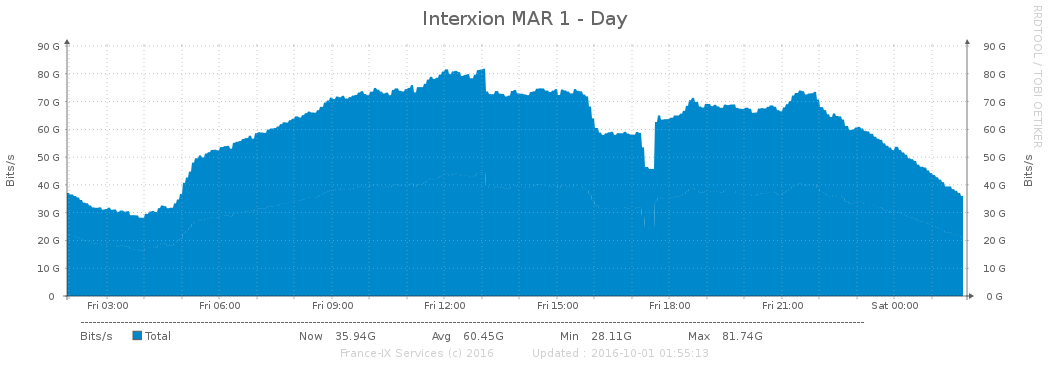 Interxion MAR 1 - Day
RRDTOOL / TOBI OETIKER
Bits/s
Bits/s
90 G 90 G
80 G 80 G
70 G 70 G
60 G 60 G
50 G 50 G
40 G 40 G
30 G 30 G
20 G 20 G
10 G 10 G
0 0 G
Fri 03:00 Fri 06:00 Fri 09:00 Fri 12:00 Fri 15:00 Fri 18:00 Fri 21:00 Sat 00:00
Bits/s Total Now 35.94G Avg 60.45G Min 28.11G Max 81.74G
France-IX Services (c) 2016 Updated : 2016-10-01 01:55:13